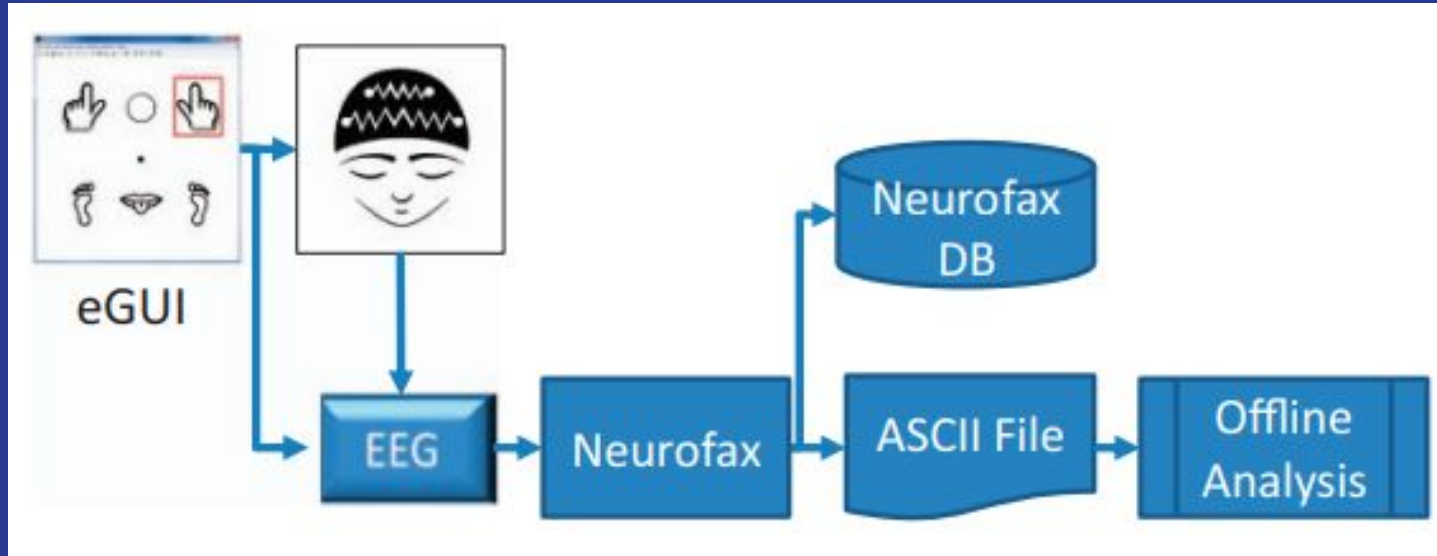 eGUI
EEG
Neurofax
Neurofax
DB
ASCII File
Offline
Analysis